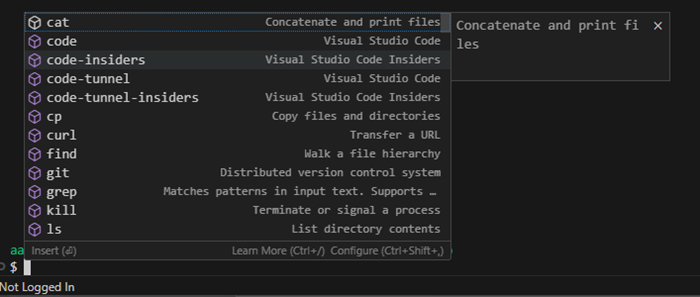 cat Concatenate and print files
code Visual Studio Code
code-insiders Visual Studio Code Insiders
code-tunnel Visual Studio Code
code-tunnel-insiders Visual Studio Code Insiders
cp Copy files and directories
curl Transfer a URL
find Walk a file hierarchy
git Distributed version control system
grep Matches patterns in input text. Supports …
kill Terminate or signal a process
ls List directory contents
Concatenate and print fi
les
aa
Insert (⏎) Learn More (Ctrl+/) Configure (Ctrl+Shift+,)
$
Not Logged In